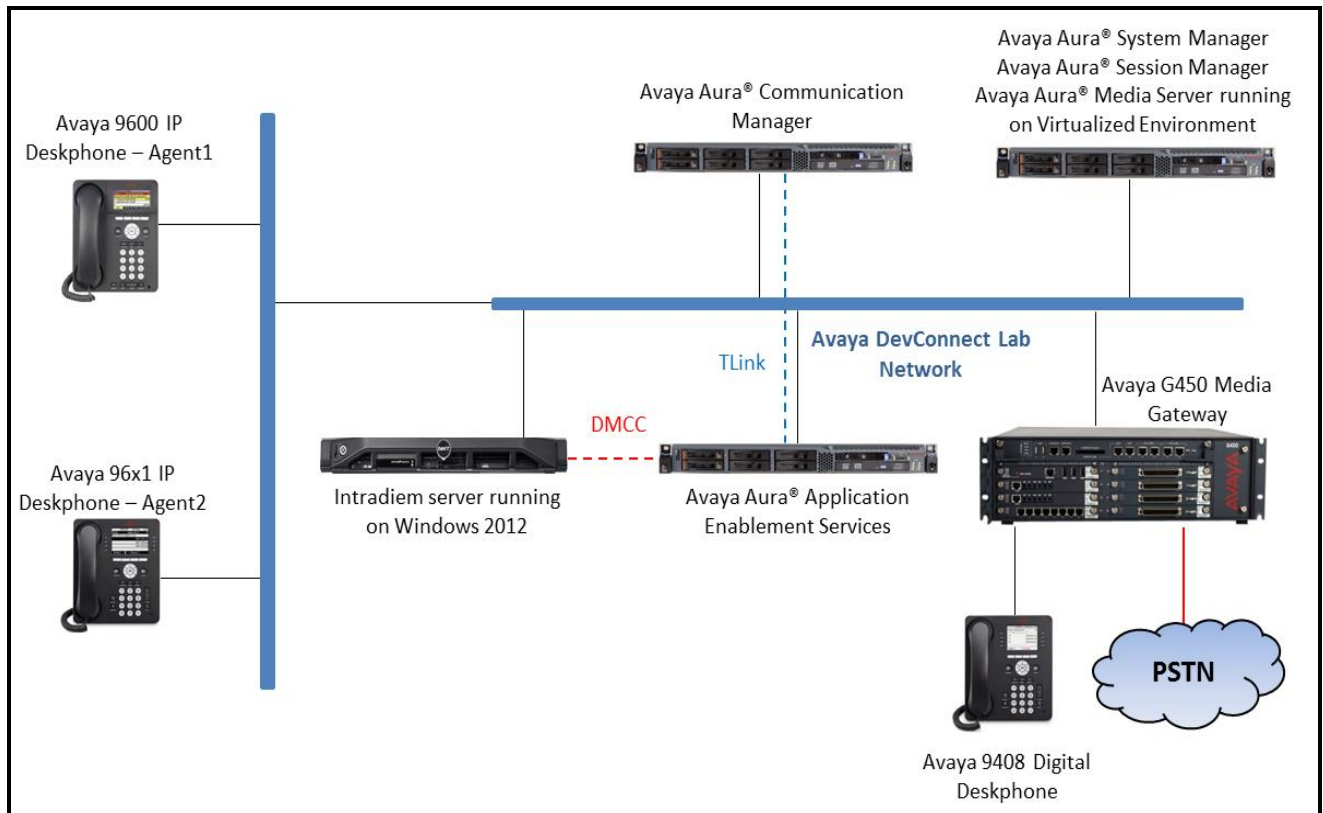 Avaya Aura® System Manager
Avaya Aura® Session Manager
Avaya Aura® Media Server running
on Virtualized Environment
Avaya Aura® Communication
Manager
Avaya 9600 IP
Deskphone – Agent1
TLink
Avaya DevConnect Lab
Network
Avaya G450 Media
Gateway
DMCC
AVAYA
Avaya 96x1 IP
Deskphone – Agent2
Intradiem server running
on Windows 2012
Avaya Aura® Application
Enablement Services
PSTN
Avaya 9408 Digital
Deskphone